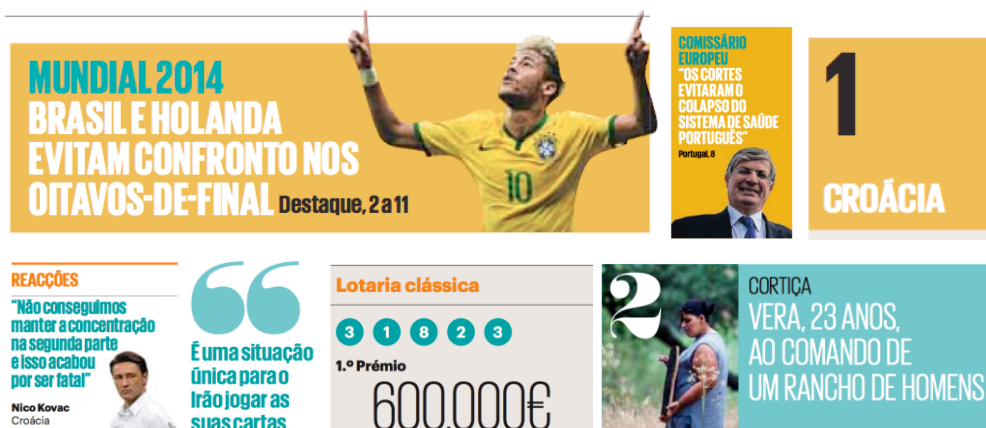 MUNDIAL 2014
BRASIL E HOLANDA
EVITAM CONFRONTO NOS
OITAVOS-DE-FINAL Destaque, 2 a 11
10
COMISSÁRIO
EUROPEU
“OS CORTES
EVITARAM O
COLAPSO DO
SISTEMA DE SAÚDE
PORTUGUÊS”
Portugal, 8
1
CROÁCIA
REACÇÕES
“Não conseguimos
manter a concentração
na segunda parte
e isso acabou
por ser fatal”
Nico Kovac
Croácia
“
É uma situação
única para o
Irão jogar as
suas cartas
Lotaria clássica
3 1 8 2 3
1.º Prémio
600.000€
2
CORTIÇA
VERA, 23 ANOS,
AO COMANDO DE
UM RANCHO DE HOMENS